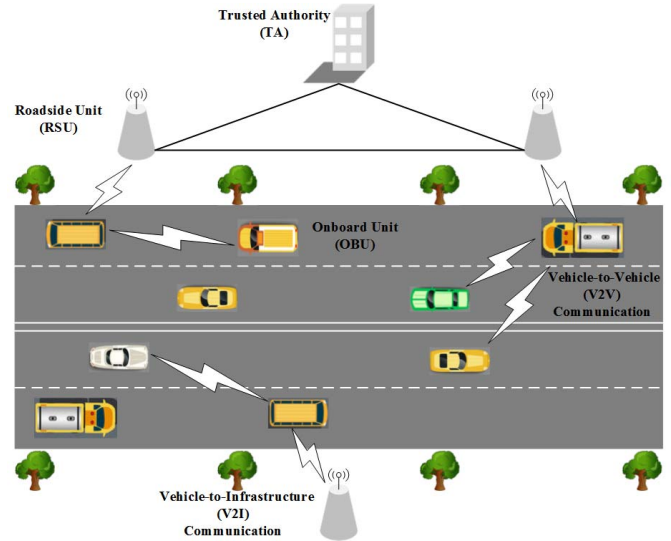 Trusted Authority
(TA)
Roadside Unit
(RSU)
Onboard Unit
(OBU)
Vehicle-to-Vehicle
(V2V)
Communication
Vehicle-to-Infrastructure
(V2I)
Communication